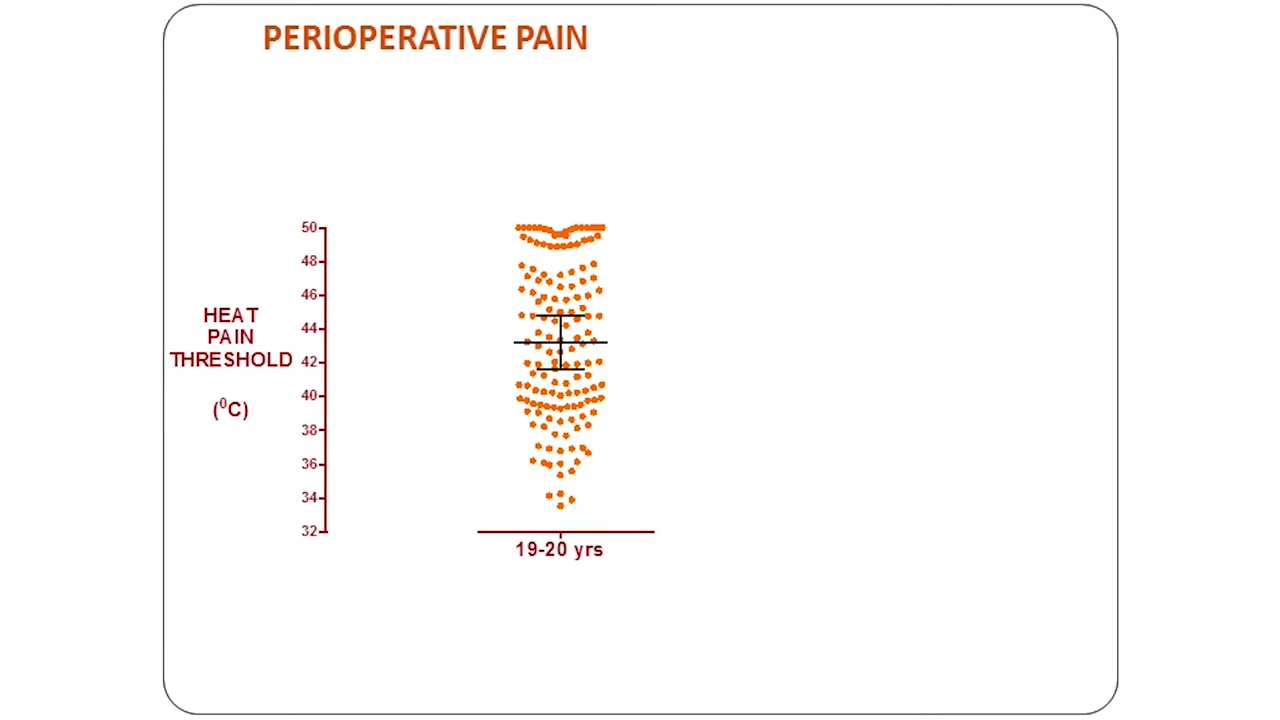 PERIOPERATIVE PAIN
50
48
46
44
42
40
38
36
34
32
HEAT
PAIN
THRESHOLD
(⁰C)
19-20 yrs